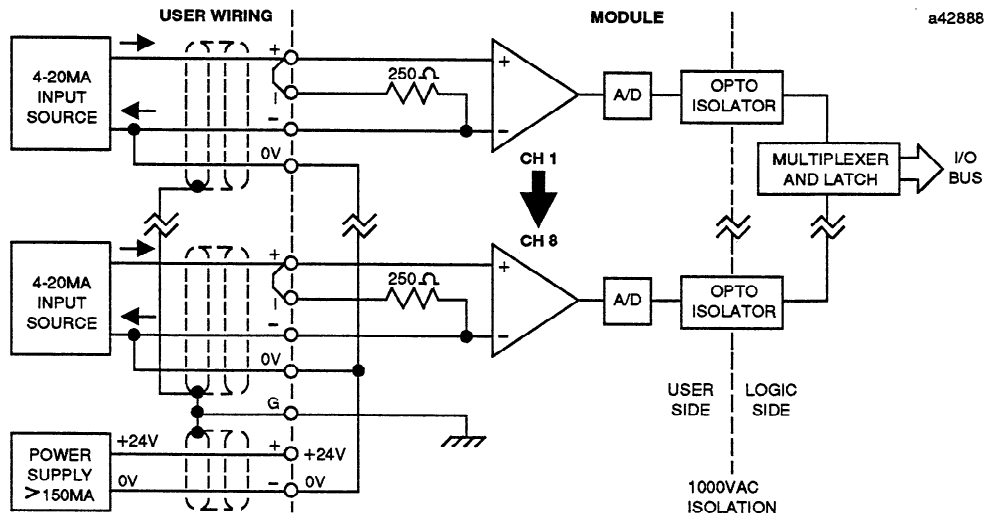 USER WIRING
MODULE
a42888
4-20MA
INPUT
SOURCE
+
I
-
0V
250Ω
+
-
A/D
OPTO
ISOLATOR
MULTIPLEXER
AND LATCH
I/O
BUS
CH 1
CH 8
4-20MA
INPUT
SOURCE
+
I
-
0V
250Ω
+
-
A/D
OPTO
ISOLATOR
USER
SIDE
LOGIC
SIDE
G
POWER
SUPPLY
>150MA
+24V
0V
+
-
+24V
0V
1000VAC
ISOLATION